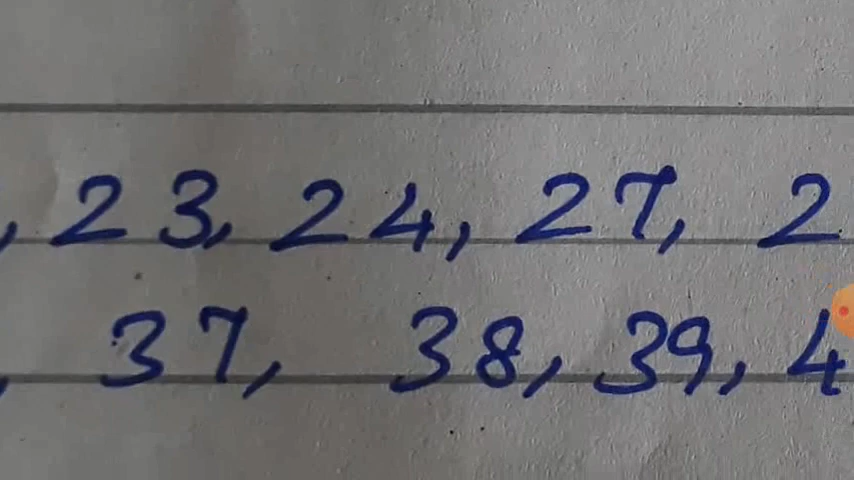 , 23, 24, 27, 2
, 37, 38, 39, 4